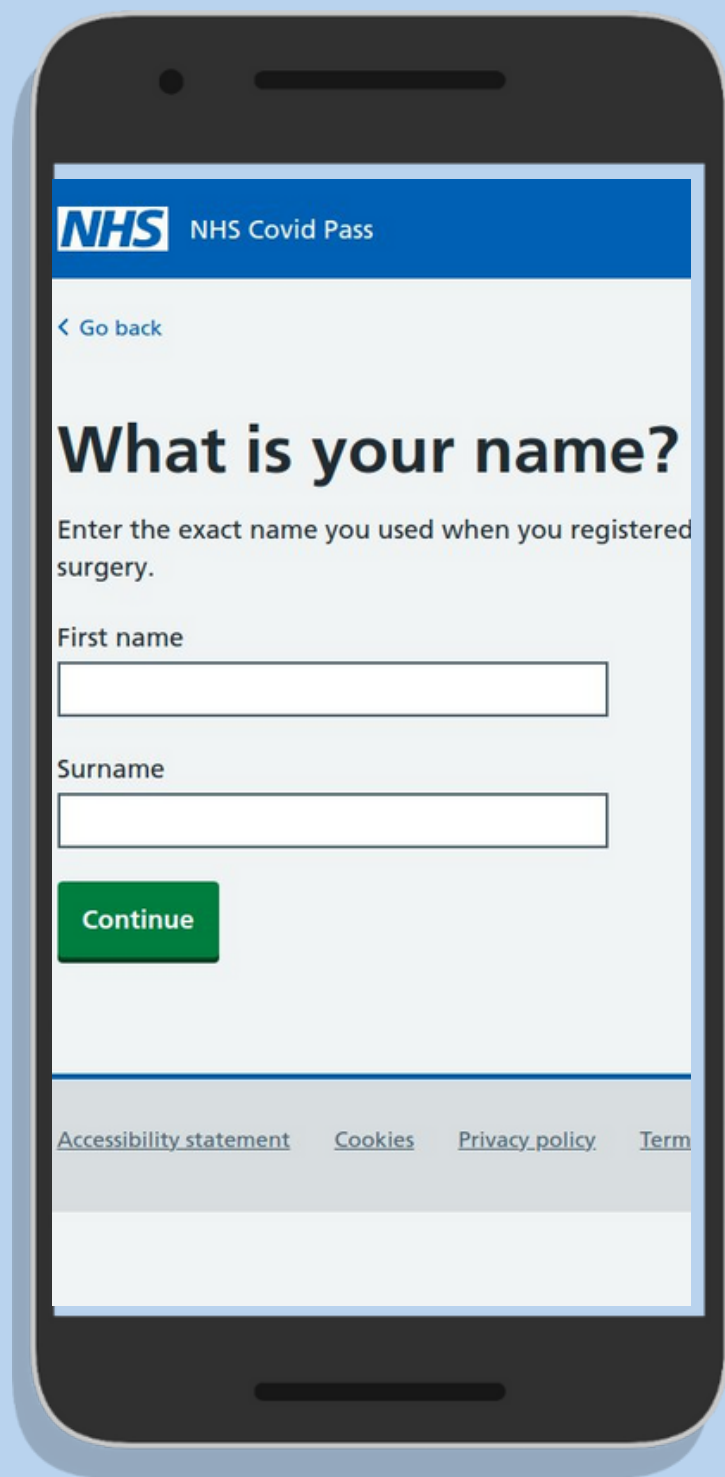 NHS NHS Covid Pass
Go back
What is your name?
Enter the exact name you used when you registered
surgery.
First name
Surname
Continue
Accessibility statement Cookies Privacy policy Term